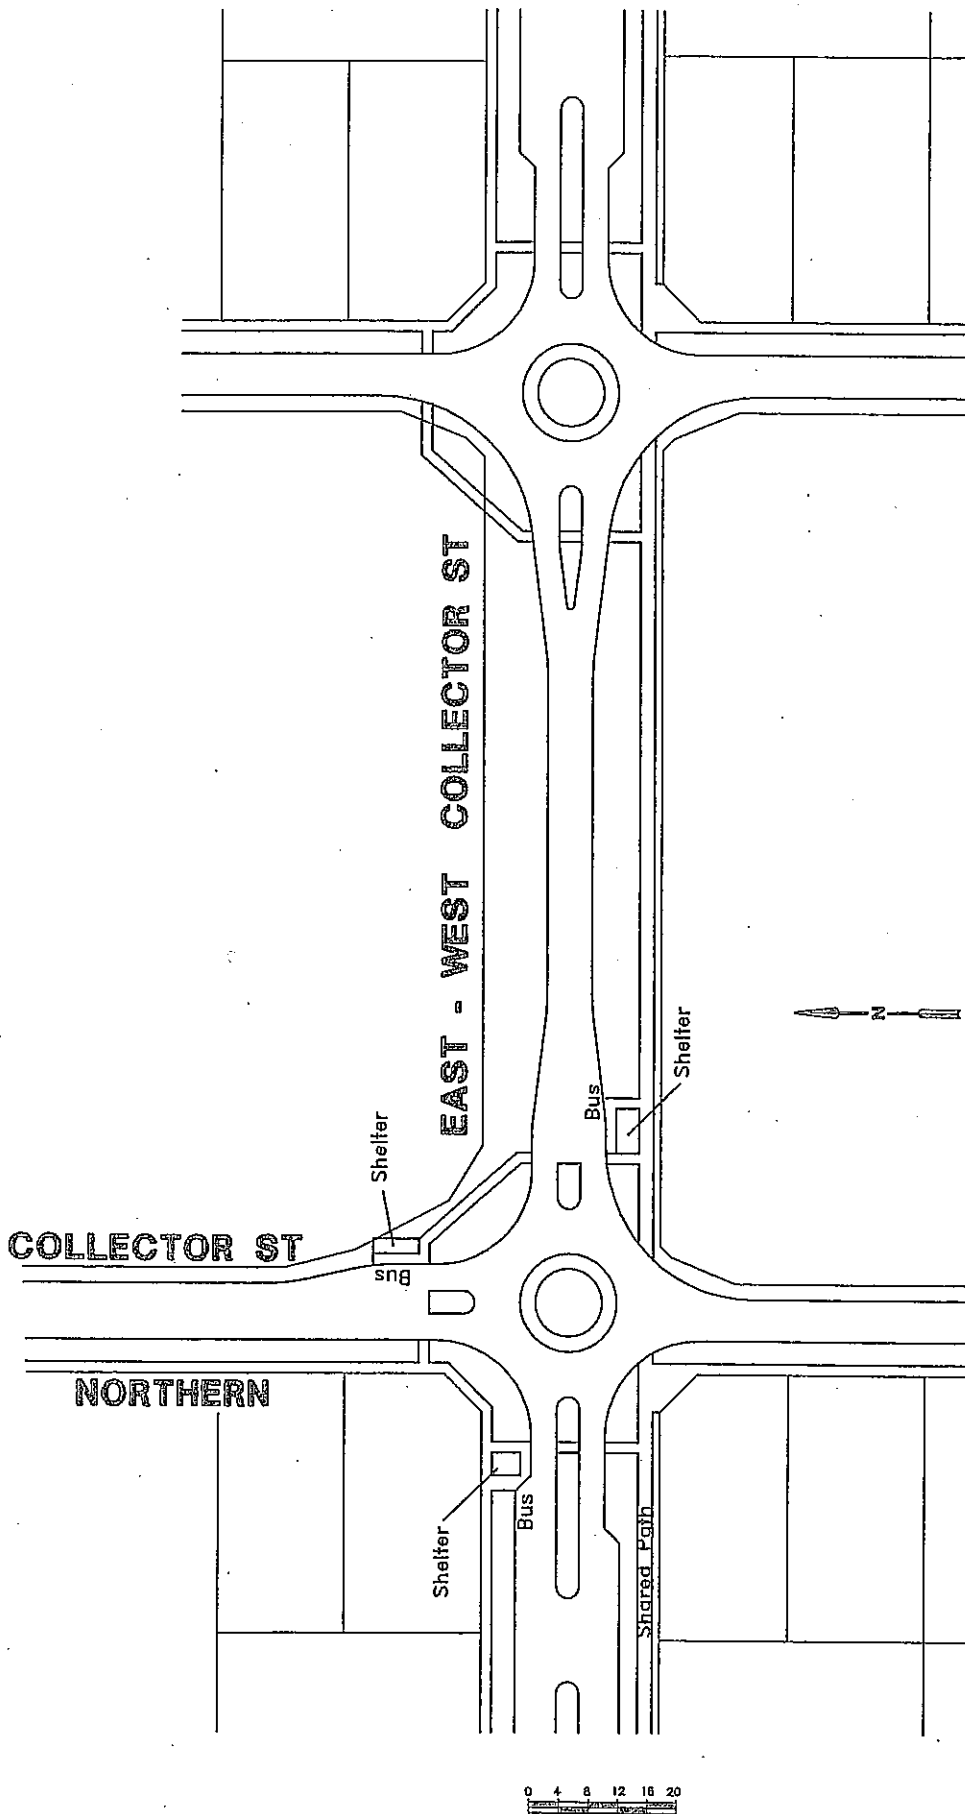 COLLECTOR ST
NORTHERN
EAST - WEST COLLECTOR ST
Shelter
Bus
Shelter
Bus
Shelter
Bus
Shared Path
N
0 4 8 12 16 20